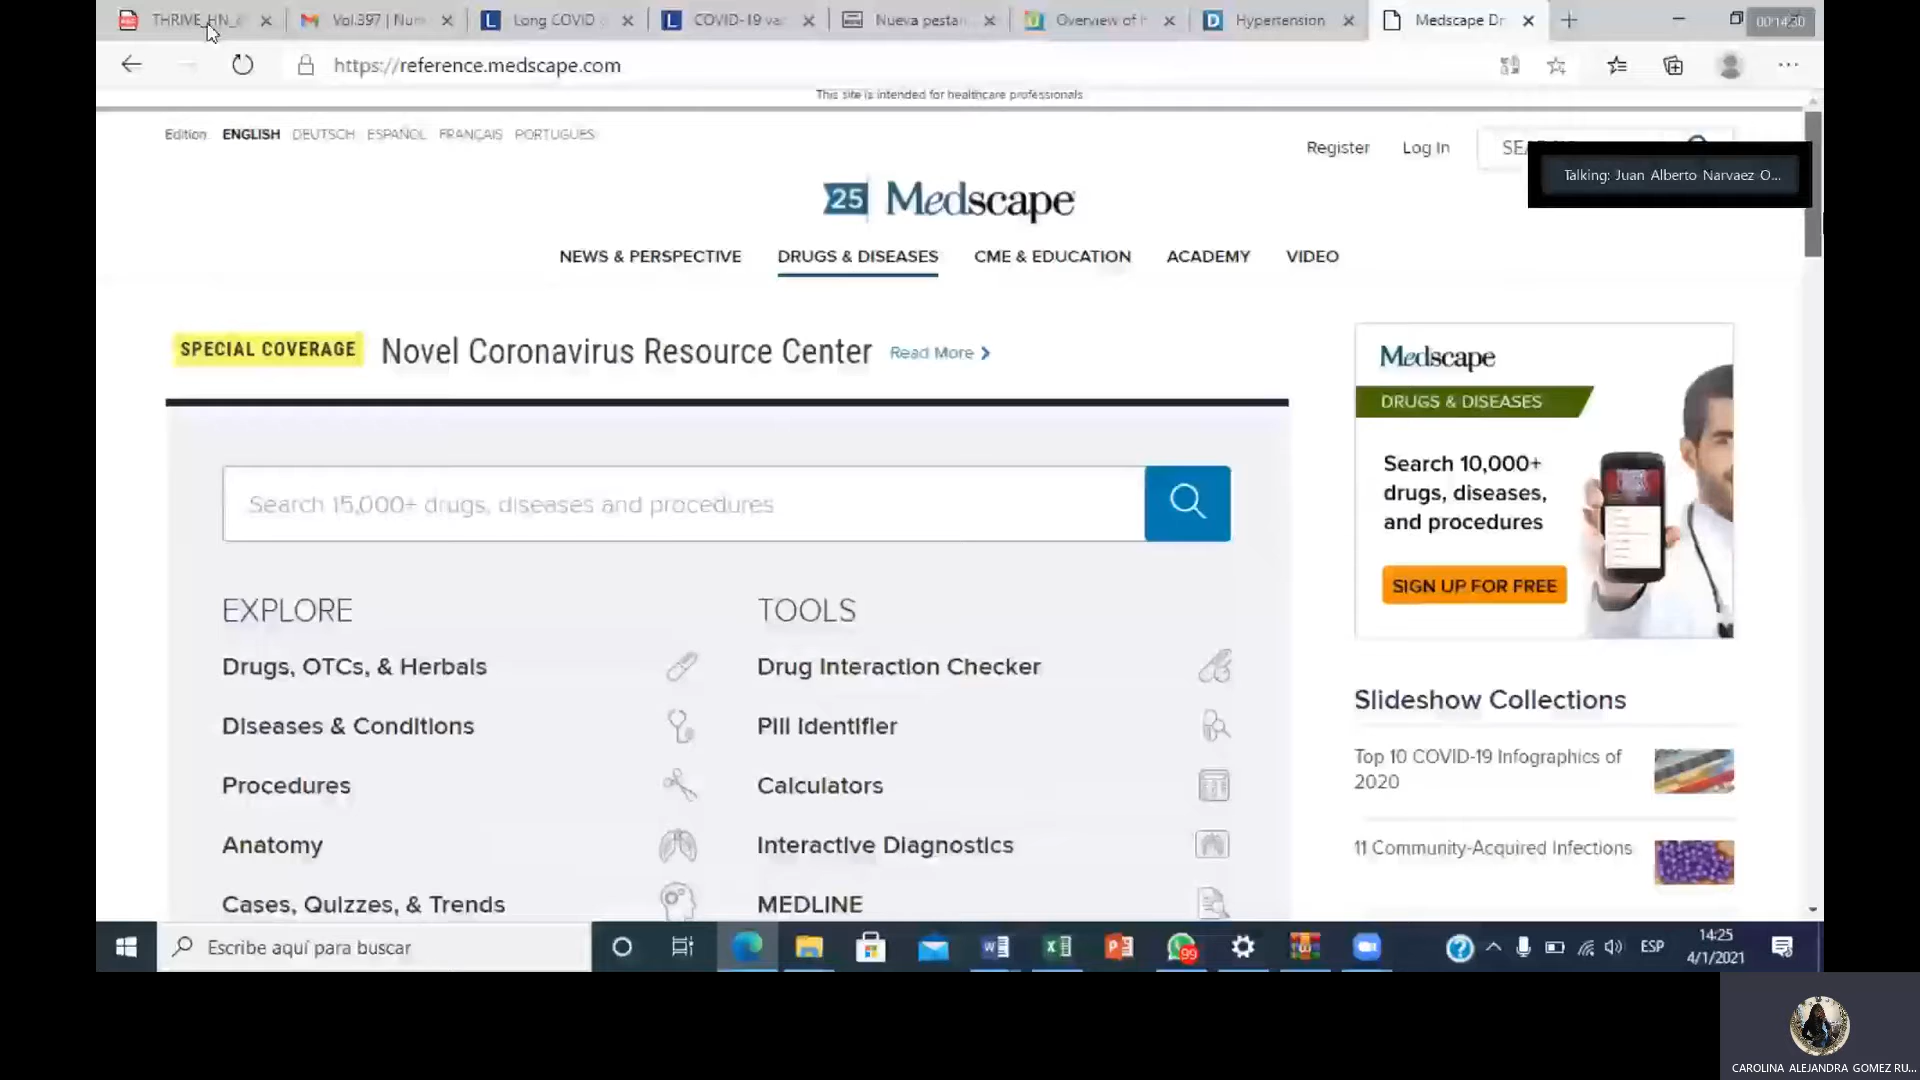 THRIVE_HN_
Vol.397 | Num
Long COVID
COVID-19 va
Nueva pestañ
Overview of
Hypertension
Medscape Dr
00:14:30
https://reference.medscape.com
This site is intended for healthcare professionals
Edition ENGLISH DEUTSCH ESPAÑOL FRANÇAIS PORTUGUÊS
Register Log In
Talking: Juan Alberto Narvaez O...
25 Medscape
NEWS & PERSPECTIVE DRUGS & DISEASES CME & EDUCATION ACADEMY VIDEO
SPECIAL COVERAGE Novel Coronavirus Resource Center Read More
Search 15,000+ drugs, diseases and procedures
EXPLORE
Drugs, OTCs, & Herbals
Diseases & Conditions
Procedures
Anatomy
Cases, Quizzes, & Trends
TOOLS
Drug Interaction Checker
Pill Identifier
Calculators
Interactive Diagnostics
MEDLINE
Medscape
DRUGS & DISEASES
Search 10,000+
drugs, diseases,
and procedures
SIGN UP FOR FREE
Slideshow Collections
Top 10 COVID-19 Infographics of
2020
11 Community-Acquired Infections
Escribe aquí para buscar
99
ESP
14:25
4/1/2021
CAROLINA ALEJANDRA GOMEZ RU...